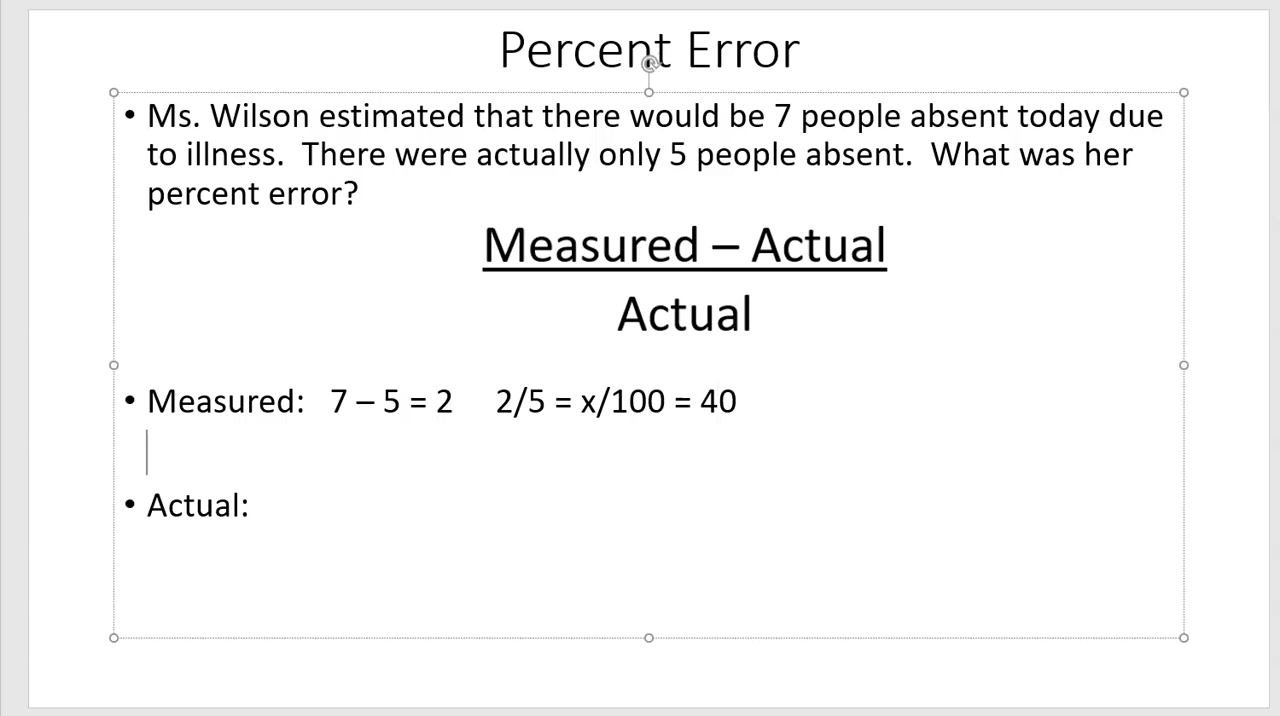 Percent Error
• Ms. Wilson estimated that there would be 7 people absent today due
to illness.  There were actually only 5 people absent.  What was her
percent error?
Measured – Actual
Actual
• Measured:   7 – 5 = 2     2/5 = x/100 = 40
• Actual: